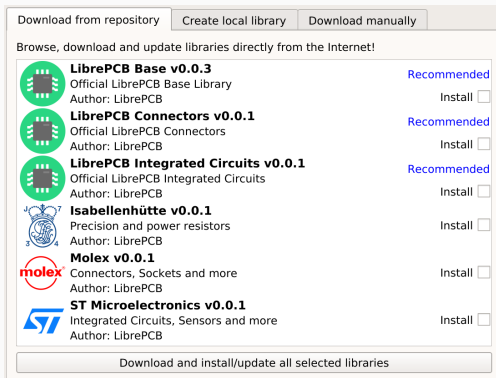 Download from repository
Create local library
Download manually
Browse, download and update libraries directly from the Internet!
LibrePCB Base v0.0.3
Official LibrePCB Base Library
Recommended
Author: LibrePCB
Install
LibrePCB Connectors v0.0.1
Official LibrePCB Connectors
Recommended
Author: LibrePCB
Install
LibrePCB Integrated Circuits v0.0.1
Official LibrePCB Integrated Circuits
Recommended
Author: LibrePCB
Install
J 7
3 4
Isabellenhütte v0.0.1
Precision and power resistors
Install
Author: LibrePCB
molex
Molex v0.0.1
Connectors, Sockets and more
Install
Author: LibrePCB
ST
ST Microelectronics v0.0.1
Integrated Circuits, Sensors and more
Install
Author: LibrePCB
Download and install/update all selected libraries